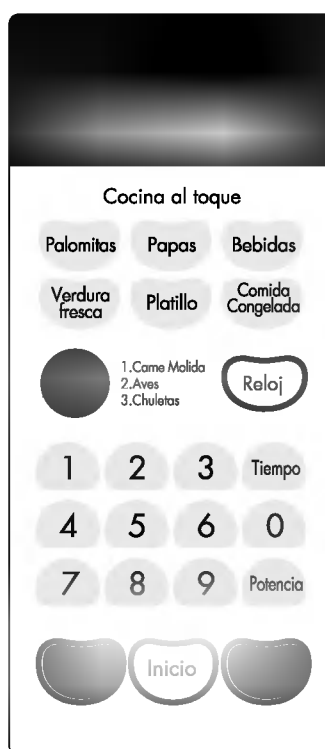 Cocina al toque
Palomitas Papas Bebidas
Verdura fresca Platillo Comida Congelada
1.Carne Molida
2.Aves
3.Chuletas
Reloj
1 2 3 Tiempo
4 5 6 0
7 8 9 Potencia
Inicio